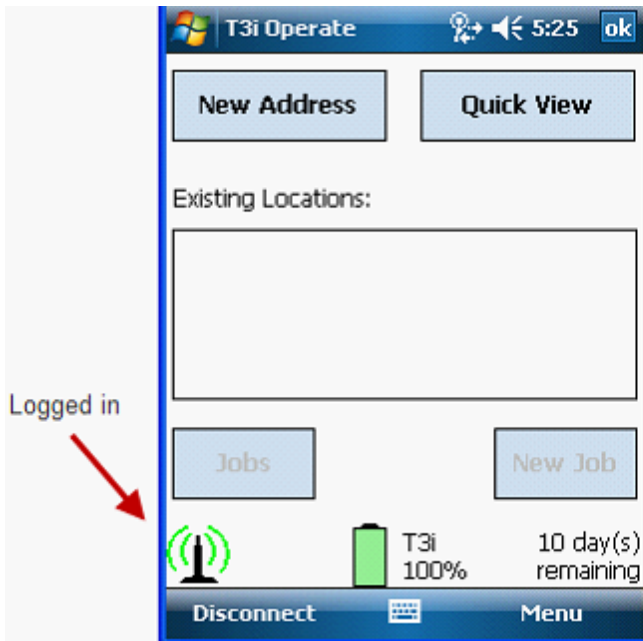 T3i Operate 5:25 ok
New Address Quick View
Existing Locations:
Logged in
Jobs New Job
T3i 10 day(s)
100% remaining
Disconnect Menu